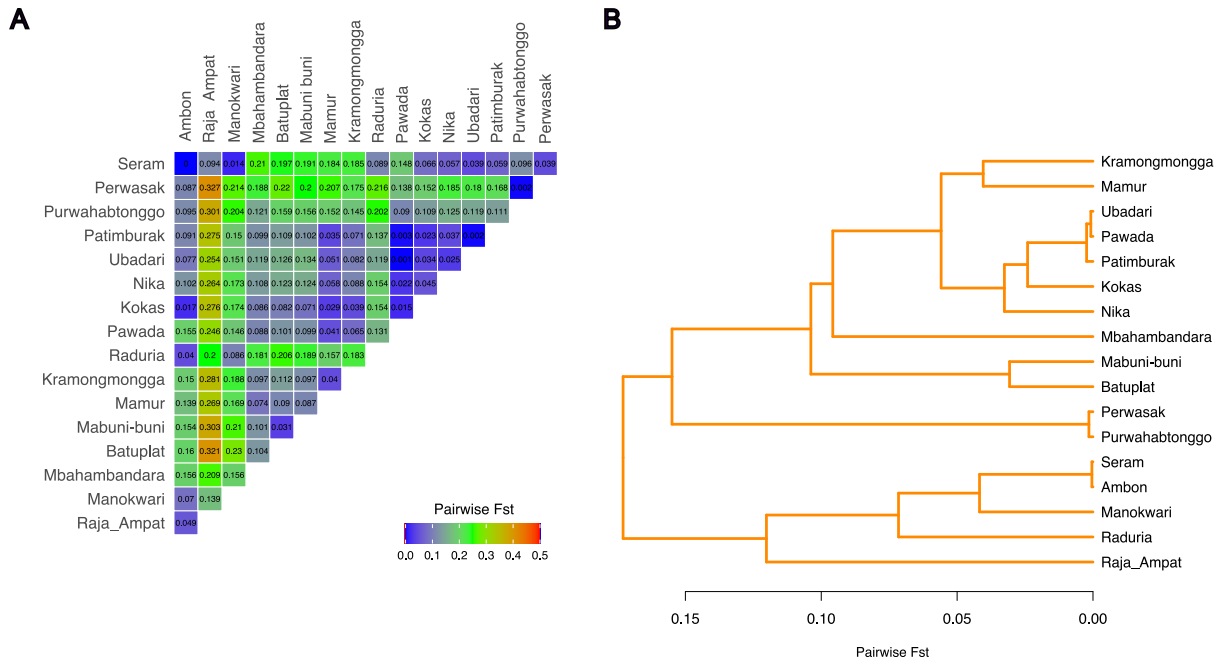 A
B
Ambon
Raja Ampat
Manokwari
Mbahambandara
Batuplat
Mabuni buni
Mamur
Kramongmongga
Raduria
Pawada
Kokas
Nika
Ubadari
Patimburak
Purwahabtonggo
Perwasak
Seram 0 0.094 0.014 0.21 0.197 0.191 0.184 0.185 0.089 0.148 0.066 0.057 0.039 0.059 0.096 0.039
Perwasak 0.087 0.327 0.214 0.188 0.22 0.2 0.207 0.175 0.216 0.138 0.152 0.185 0.18 0.168 0.002
Purwahabtonggo 0.095 0.301 0.204 0.121 0.159 0.156 0.152 0.145 0.202 0.09 0.109 0.125 0.119 0.111
Patimburak 0.091 0.275 0.15 0.099 0.109 0.102 0.035 0.071 0.137 0.003 0.023 0.037 0.002
Ubadari 0.077 0.254 0.151 0.119 0.126 0.134 0.051 0.082 0.119 0.001 0.034 0.025
Nika 0.102 0.264 0.173 0.108 0.123 0.124 0.058 0.088 0.154 0.022 0.045
Kokas 0.017 0.276 0.174 0.086 0.082 0.071 0.029 0.039 0.154 0.015
Pawada 0.155 0.246 0.146 0.088 0.101 0.099 0.041 0.065 0.131
Raduria 0.04 0.2 0.086 0.181 0.206 0.189 0.157 0.183
Kramongmongga 0.15 0.281 0.188 0.097 0.112 0.097 0.04
Mamur 0.139 0.269 0.169 0.074 0.09 0.087
Mabuni-buni 0.154 0.303 0.21 0.101 0.031
Batuplat 0.16 0.321 0.23 0.104
Mbahambandara 0.156 0.209 0.156
Manokwari 0.07 0.139
Raja_Ampat 0.049
Pairwise Fst
0.0 0.1 0.2 0.3 0.4 0.5
Kramongmongga
Mamur
Ubadari
Pawada
Patimburak
Kokas
Nika
Mbahambandara
Mabuni-buni
Batuplat
Perwasak
Purwahabtonggo
Seram
Ambon
Manokwari
Raduria
Raja_Ampat
0.15 0.10 0.05 0.00
Pairwise Fst